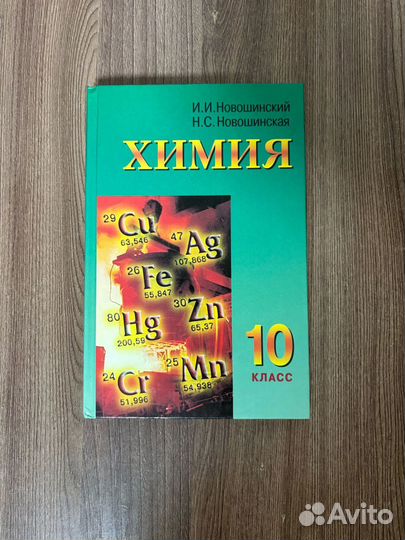 И.И.Новошинский
Н.С.Новошинская
ХИМИЯ
29 Cu
63,546
47 Ag
107,868
26 Fe
55,847
30 Zn
65,37
80 Hg
200,59
25 Mn
54,938
24 Cr
51,996
10
КЛАСС
Avito